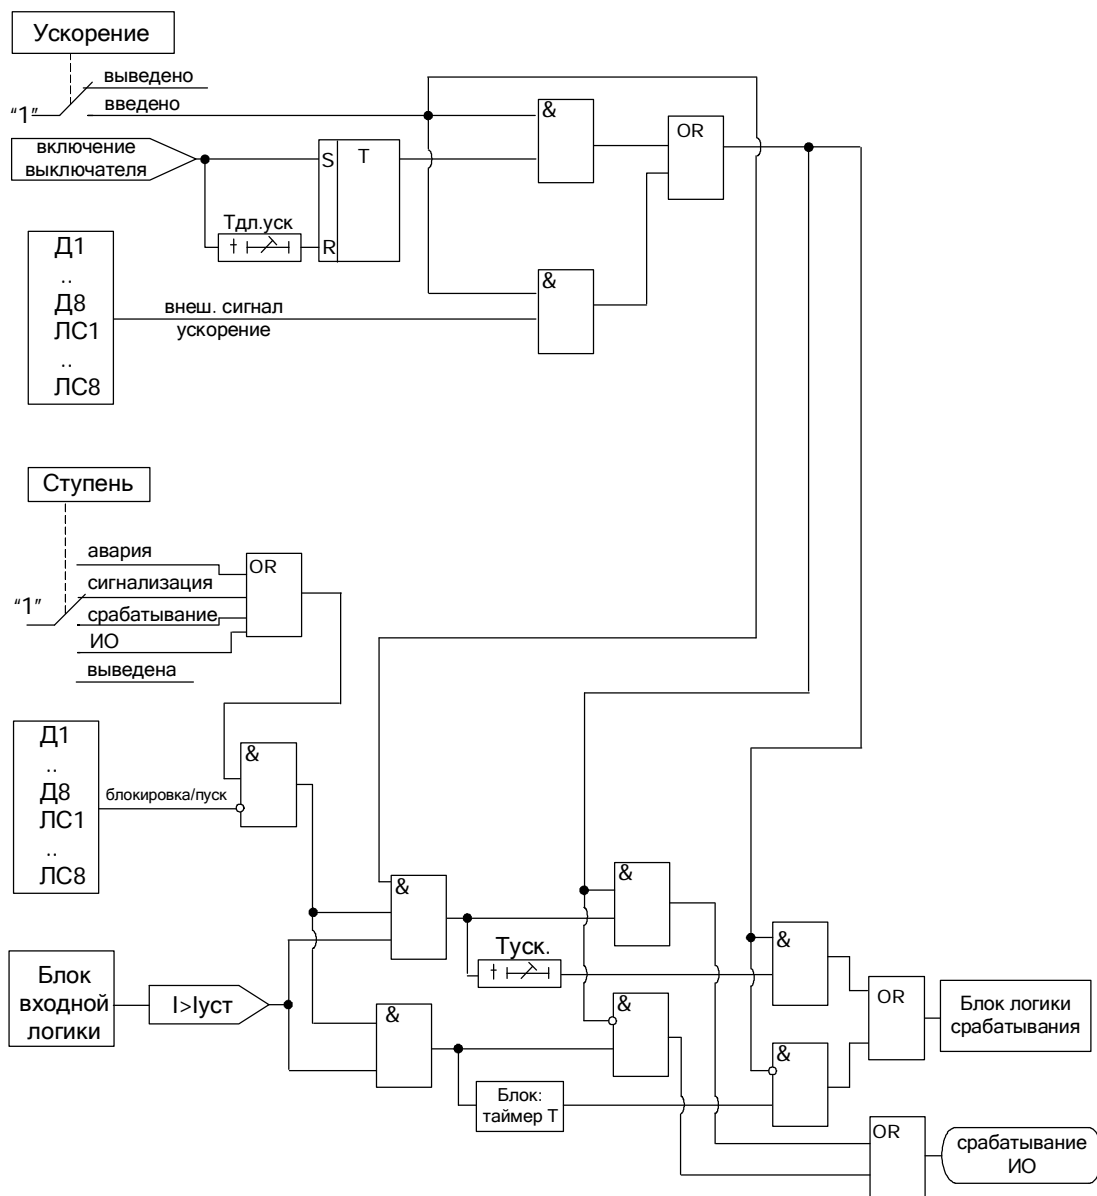 Ускорение
выведено
"1"
введено
включение
выключателя
S
T
R
Тдл.уск
&
OR
&
Д1
..
Д8
ЛС1
..
ЛС8
внеш. сигнал
ускорение
Ступень
авария
сигнализация
"1"
срабатывание
ИО
выведена
OR
Д1
..
Д8
ЛС1
..
ЛС8
блокировка/пуск
&
&
&
Туск.
&
Блок
входной
логики
I>Iуст
&
&
OR
Блок логики
срабатывания
&
Блок:
таймер Т
&
OR
срабатывание
ИО